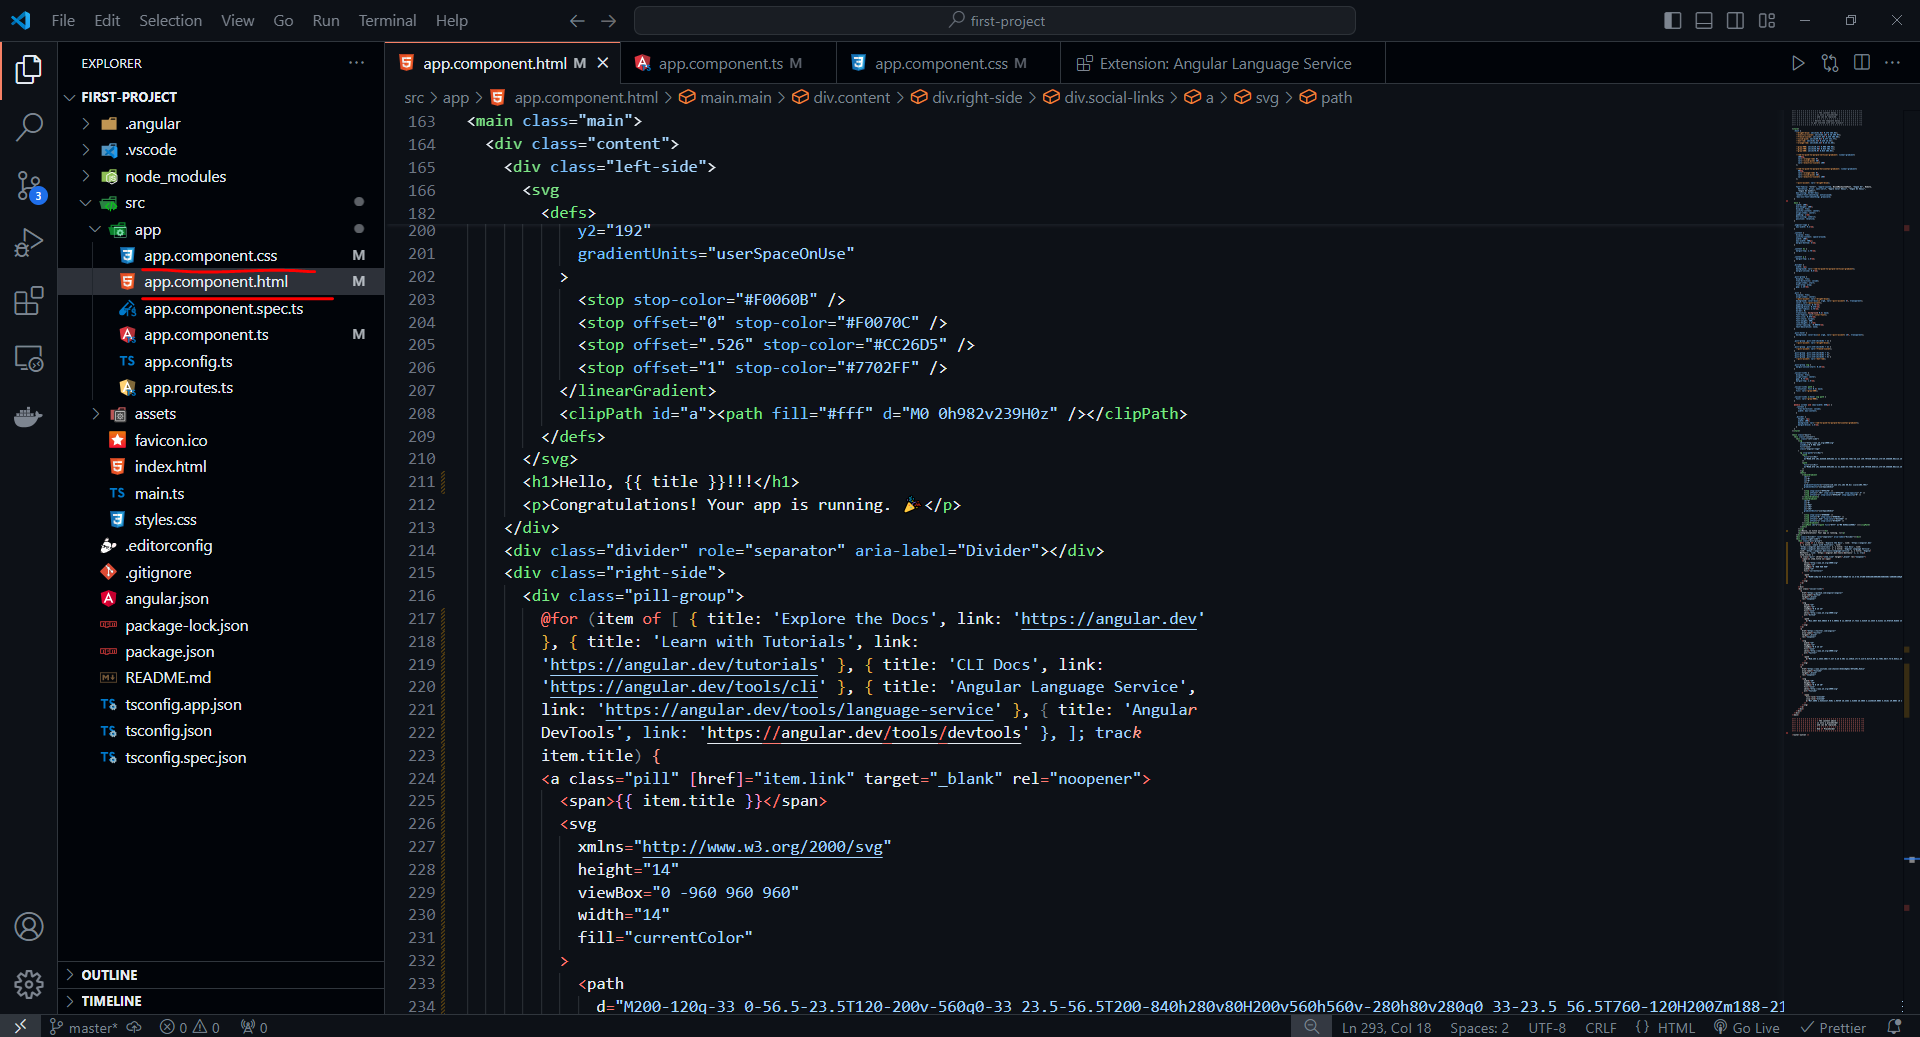 File Edit Selection View Go Run Terminal Help
first-project
EXPLORER
FIRST-PROJECT
.angular
.vscode
node_modules
src
app
app.component.css M
app.component.html M
app.component.spec.ts
app.component.ts M
TS app.config.ts
app.routes.ts
assets
favicon.ico
index.html
TS main.ts
styles.css
.editorconfig
.gitignore
angular.json
package-lock.json
package.json
README.md
tsconfig.app.json
tsconfig.json
tsconfig.spec.json
OUTLINE
TIMELINE
3
app.component.html M
app.component.ts M
app.component.css M
Extension: Angular Language Service
src > app > app.component.html > main.main > div.content > div.right-side > div.social-links > a > svg > path
163 <main class="main">
164 <div class="content">
165 <div class="left-side">
166 <svg
182 <defs>
200 y2="192"
201 gradientUnits="userSpaceOnUse"
202 >
203 <stop stop-color="#F0060B" />
204 <stop offset="0" stop-color="#F0070C" />
205 <stop offset=".526" stop-color="#CC26D5" />
206 <stop offset="1" stop-color="#7702FF" />
207 </linearGradient>
208 <clipPath id="a"><path fill="#fff" d="M0 0h982v239H0z" /></clipPath>
209 </defs>
210 </svg>
211 <h1>Hello, {{ title }}!!!</h1>
212 <p>Congratulations! Your app is running. 🎉</p>
213 </div>
214 <div class="divider" role="separator" aria-label="Divider"></div>
215 <div class="right-side">
216 <div class="pill-group">
217 @for (item of [ { title: 'Explore the Docs', link: 'https://angular.dev'
218 }, { title: 'Learn with Tutorials', link:
219 'https://angular.dev/tutorials' }, { title: 'CLI Docs', link:
220 'https://angular.dev/tools/cli' }, { title: 'Angular Language Service',
221 link: 'https://angular.dev/tools/language-service' }, { title: 'Angular
222 DevTools', link: 'https://angular.dev/tools/devtools' }, ]; track
223 item.title) {
224 <a class="pill" [href]="item.link" target="_blank" rel="noopener">
225 <span>{{ item.title }}</span>
226 <svg
227 xmlns="http://www.w3.org/2000/svg"
228 height="14"
229 viewBox="0 -960 960 960"
230 width="14"
231 fill="currentColor"
232 >
233 <path
234 d="M200-120q-33 0-56.5-23.5T120-200v-560q0-33 23.5-56.5T200-840h280v80H200v560h560v-280h80v280q0 33-23.5 56.5T760-120H200Zm188-21
master* 0 0 0
Ln 293, Col 18 Spaces: 2 UTF-8 CRLF {} HTML Go Live Prettier